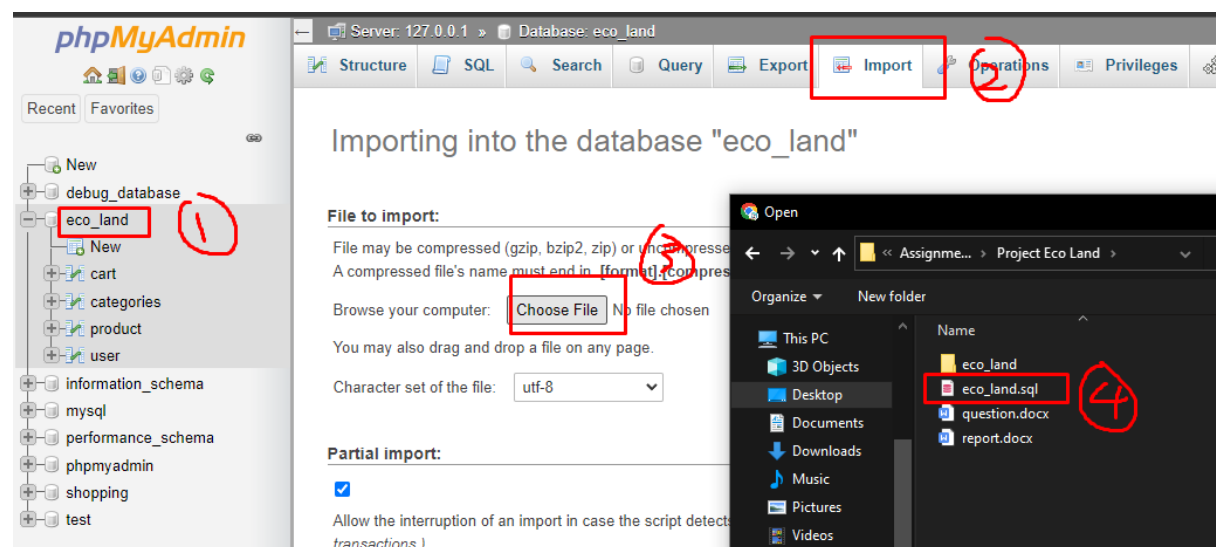 phpMyAdmin
Recent Favorites
New
debug_database
eco_land
New
cart
categories
product
user
information_schema
mysql
performance_schema
phpmyadmin
shopping
test
1
Server: 127.0.0.1 » Database: eco_land
Structure SQL Search Query Export Import Operations Privileges
2
Importing into the database "eco_land"
File to import:
File may be compressed (gzip, bzip2, zip) or uncompresse
A compressed file's name must end in .[format].[compres
3
Browse your computer: Choose File No file chosen
You may also drag and drop a file on any page.
Character set of the file: utf-8
Partial import:
Allow the interruption of an import in case the script detects
transactions.)
Open
« Assignme... › Project Eco Land ›
Organize New folder
This PC
3D Objects
Desktop
Documents
Downloads
Music
Pictures
Videos
Name
eco_land
eco_land.sql
question.docx
report.docx
4